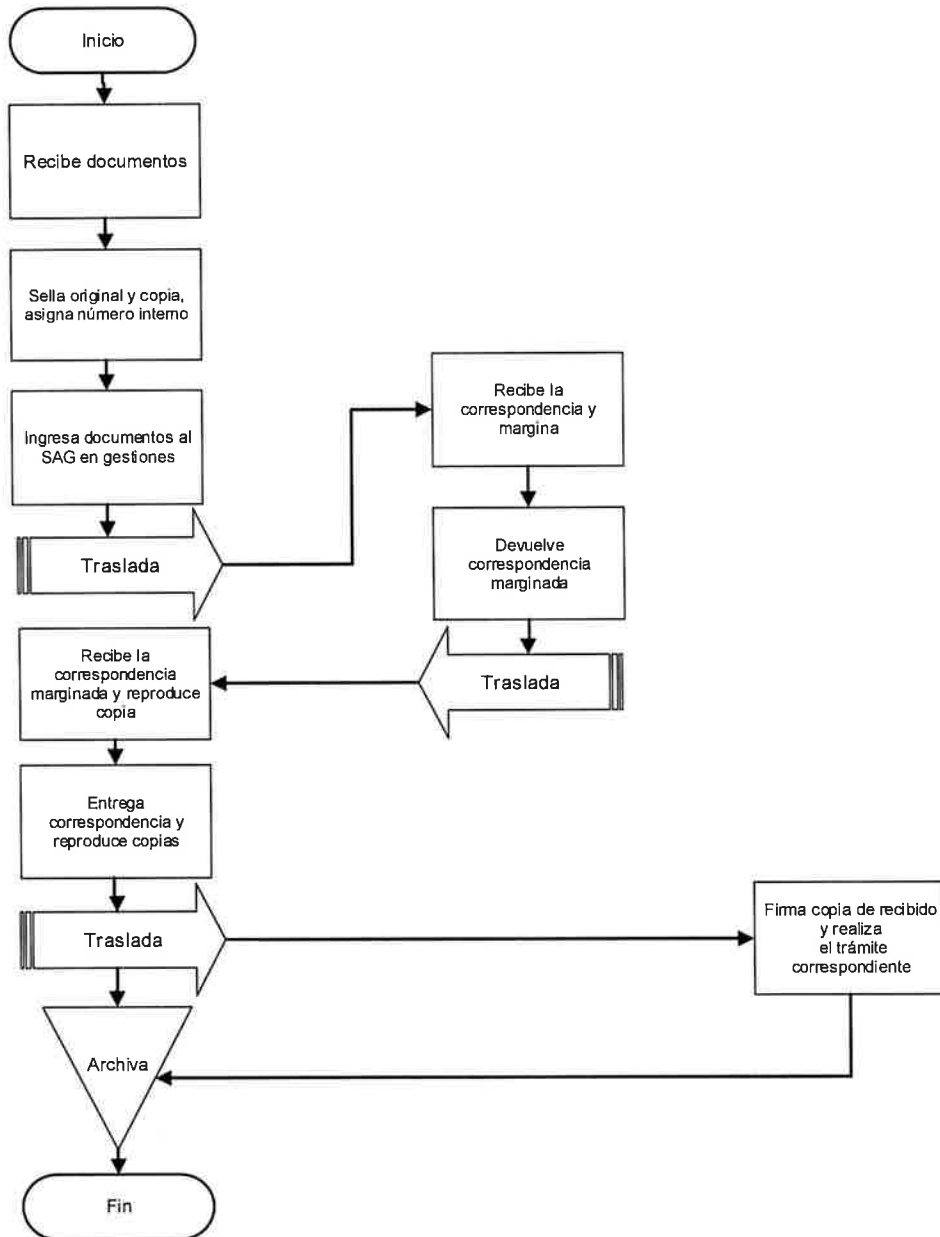 Inicio
Recibe documentos
Sella original y copia,
asigna número interno
Ingresa documentos al
SAG en gestiones
Traslada
Recibe la
correspondencia y
margina
Devuelve
correspondencia
marginada
Traslada
Recibe la
correspondencia
marginada y reproduce
copia
Entrega
correspondencia y
reproduce copias
Traslada
Firma copia de recibido
y realiza
el trámite
correspondiente
Archiva
Fin